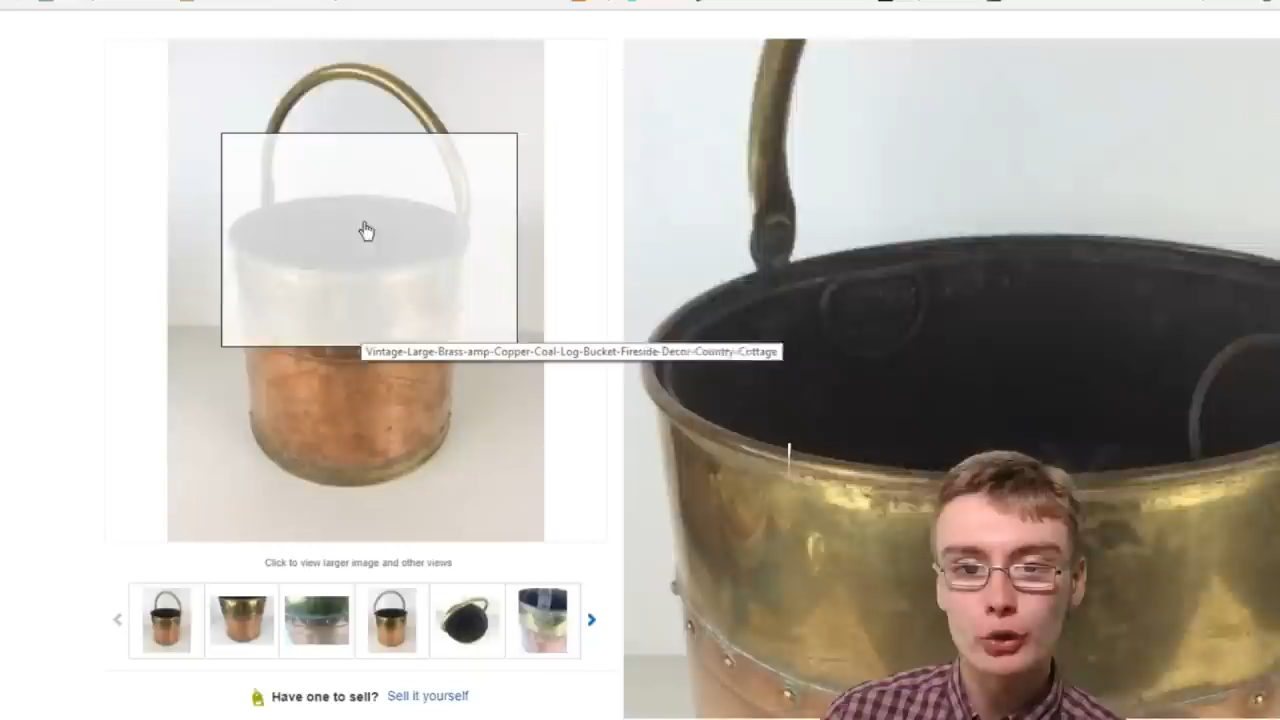 Vintage-Large-Brass-amp-Copper-Coal-Log-Bucket-Fireside-Decor-Country-Cottage
Click to view larger image and other views
Have one to sell? Sell it yourself